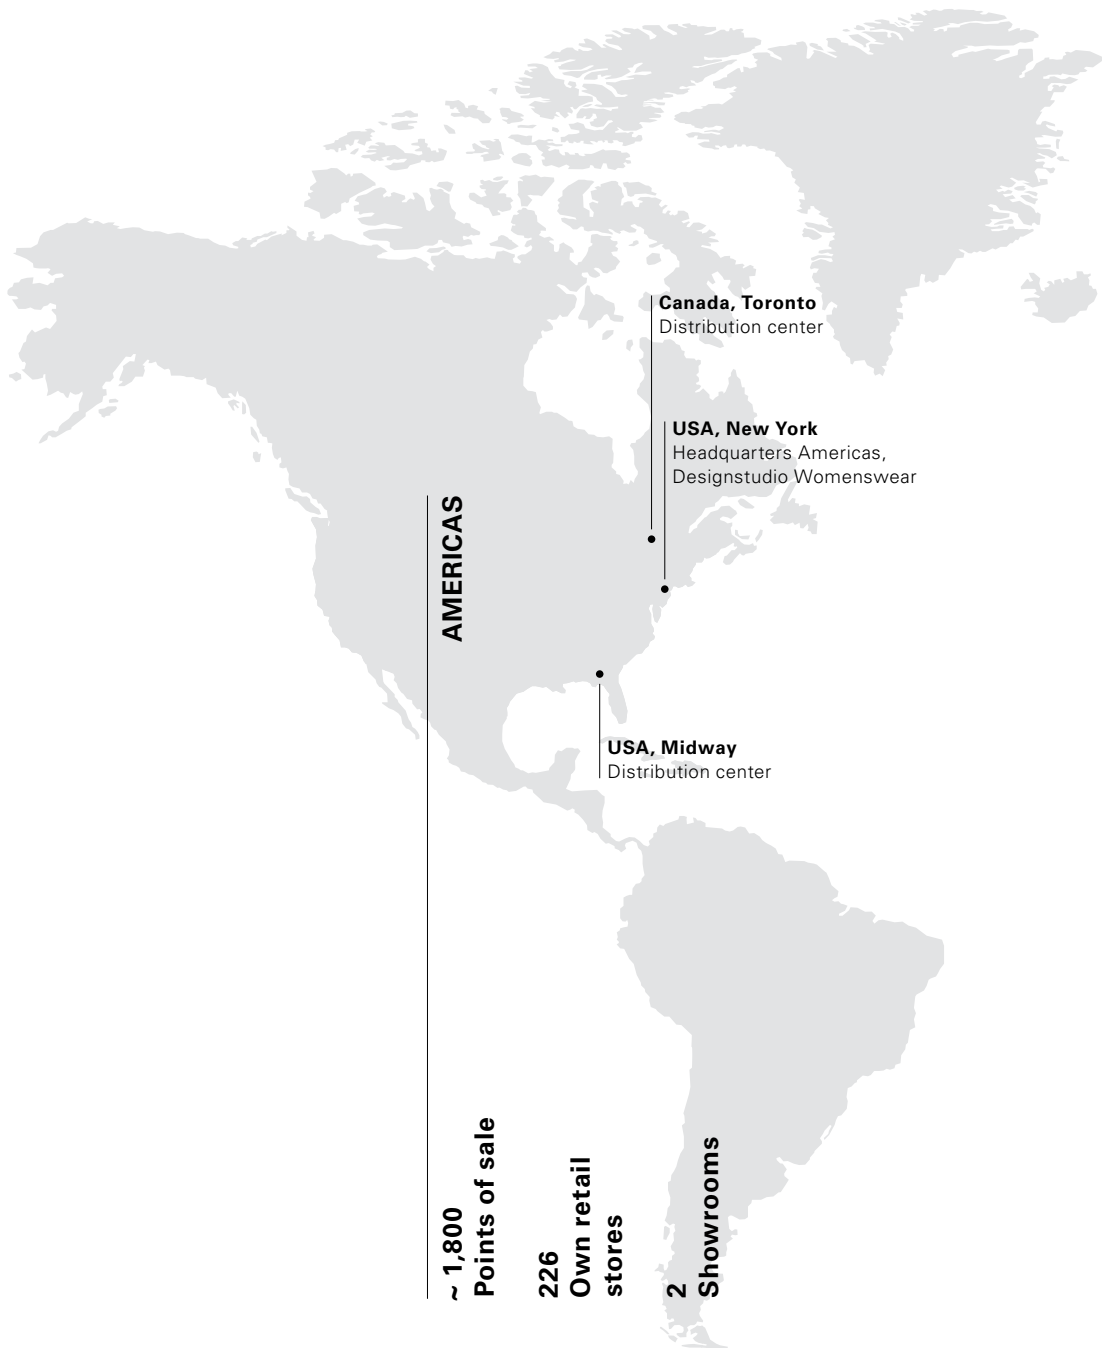 Canada, Toronto
Distribution center
USA, New York
Headquarters Americas,
Designstudio Womenswear
AMERICAS
USA, Midway
Distribution center
~ 1,800
Points of sale
226
Own retail
stores
2
Showrooms